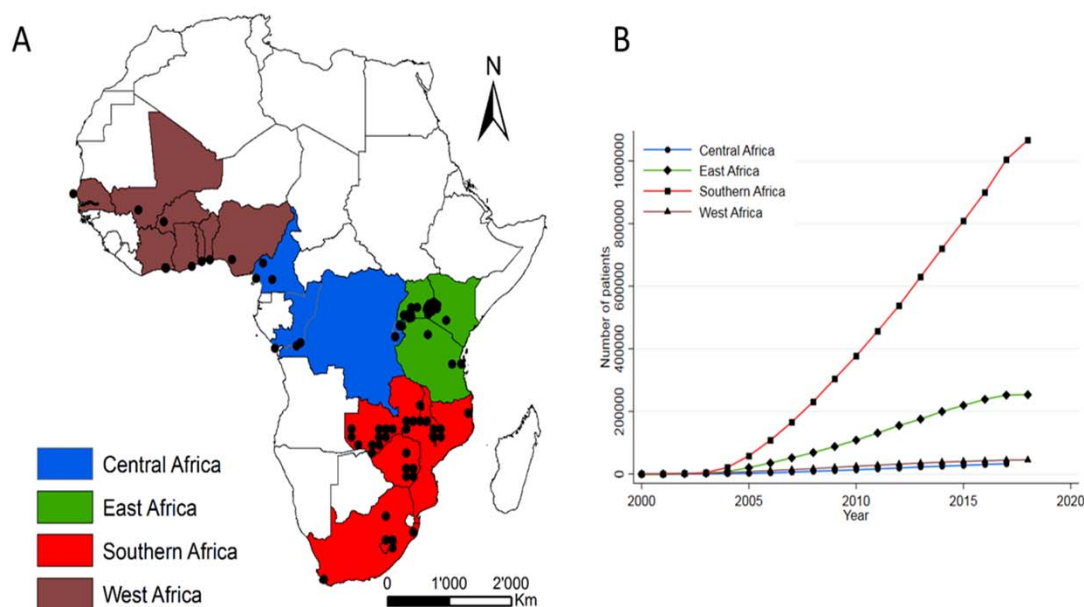 A
N
Central Africa
East Africa
Southern Africa
West Africa
0 1'000 2'000
Km
B
Central Africa
East Africa
Southern Africa
West Africa
Number of patients
1000000
800000
600000
400000
200000
0
2000 2005 2010 2015 2020
Year